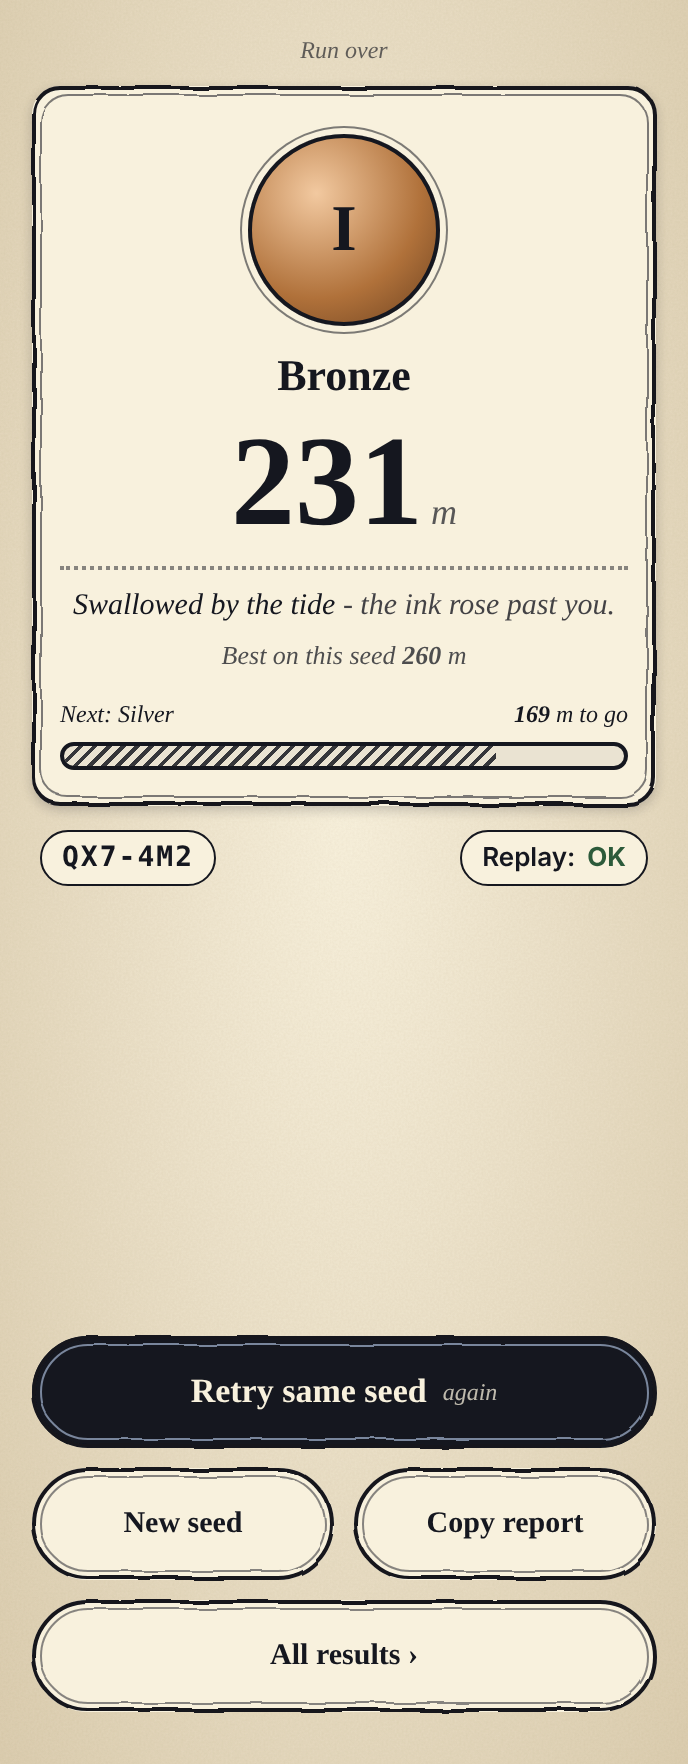 Run over
I
Bronze
231 m
Swallowed by the tide - the ink rose past you.
Best on this seed 260 m
Next: Silver 169 m to go
QX7-4M2 Replay: OK
Retry same seed again
New seed Copy report
All results ›